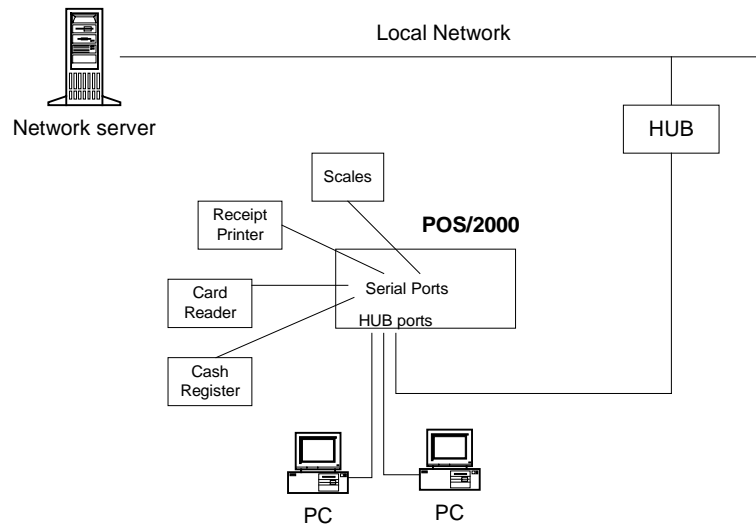 Local Network
Network server
HUB
Scales
Receipt
Printer
POS/2000
Card
Reader
Serial Ports
HUB ports
Cash
Register
PC
PC